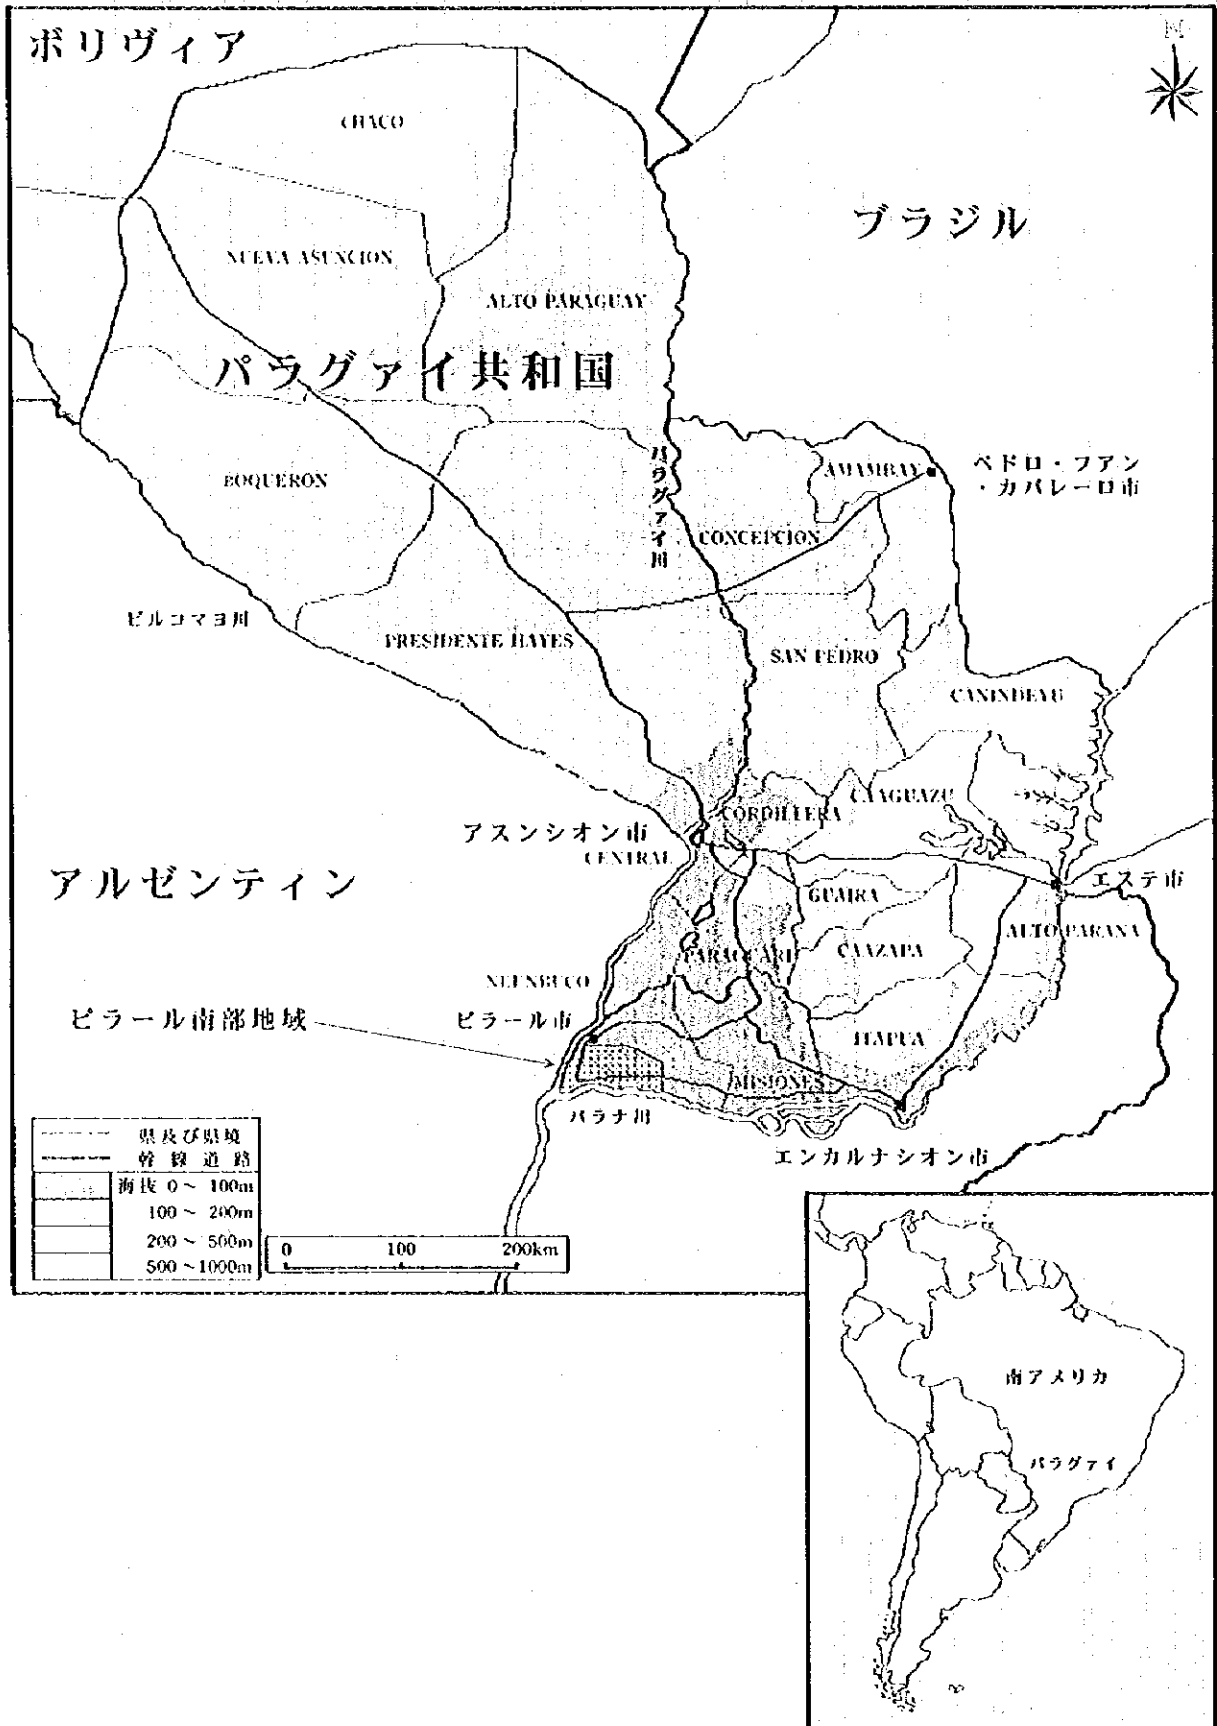 ボリヴィア
N
CHACO
ブラジル
NUEVA ASUNCION
ALTO PARAGUAY
パラグァイ共和国
パラグァイ川
AMAMBAY
ペドロ・フアン
・カバレーロ市
BOQUERON
CONCEPCION
ピルコマヨ川
PRESIDENTE HAYES
SAN PEDRO
CANINDEYU
CAAGUAZU
CORDILLERA
アスンシオン市
CENTRAL
アルゼンティン
エステ市
GUAIRA
ALTO PARANA
CAAZAPA
PARAGUARI
NEENBUCO
ピラール南部地域
ピラール市
ITAPUA
MISIONES
パラナ川
エンカルナシオン市
県及び県境
幹線道路
海抜 0 ~ 100m
100 ~ 200m
200 ~ 500m
500 ~ 1000m
0 100 200km
南アメリカ
パラグァイ